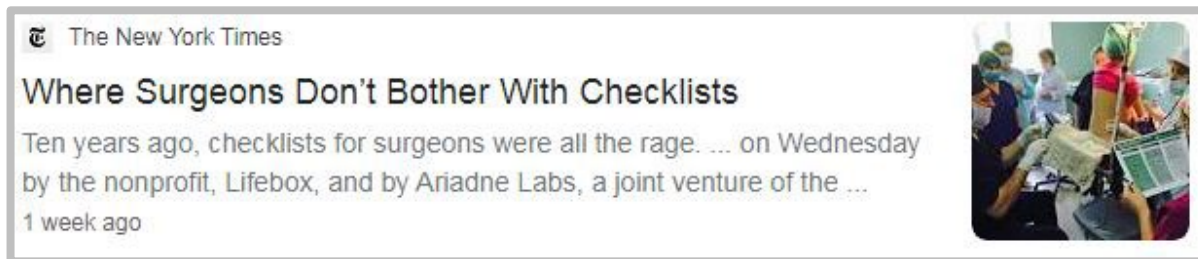 The New York Times
Where Surgeons Don't Bother With Checklists
Ten years ago, checklists for surgeons were all the rage. ... on Wednesday
by the nonprofit, Lifebox, and by Ariadne Labs, a joint venture of the ...
1 week ago